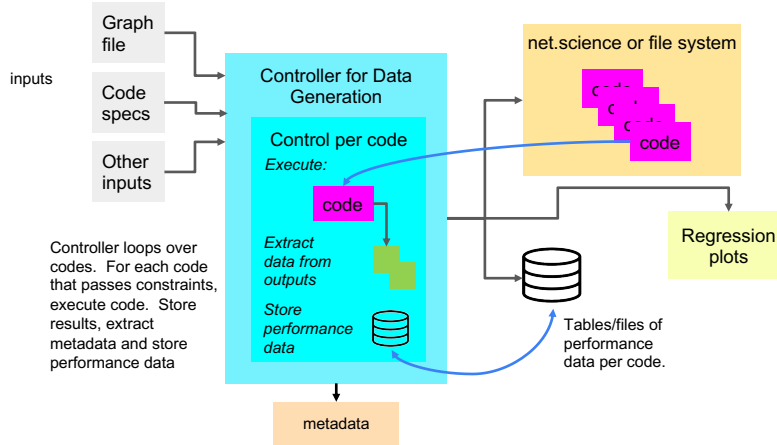 Graph
file
inputs
Code
specs
Other
inputs
Controller for Data
Generation
Control per code
Execute:
code
Extract
data from
outputs
Store
performance
data
net.science or file system
code
code
code
code
Regression
plots
Tables/files of
performance
data per code.
Controller loops over
codes.  For each code
that passes constraints,
execute code.  Store
results, extract
metadata and store
performance data
metadata